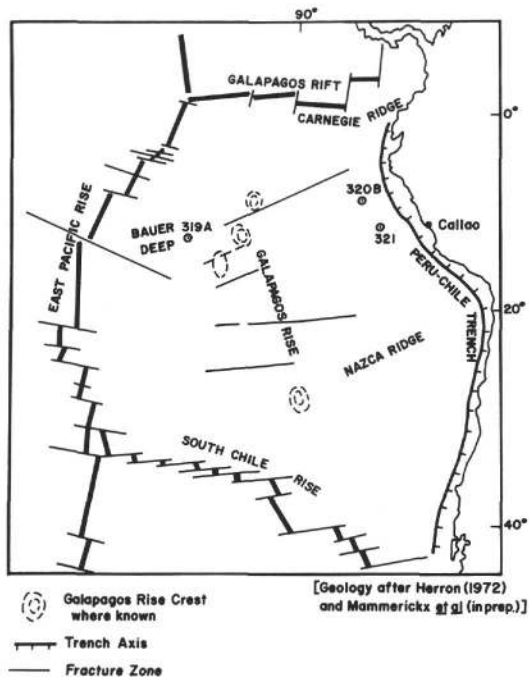 90°
GALAPAGOS RIFT
CARNEGIE RIDGE
0°
EAST PACIFIC RISE
BAUER 319A
DEEP
320B
321
Callao
PERU-CHILE
TRENCH
GALAPAGOS RISE
20°
NAZCA RIDGE
SOUTH CHILE
RISE
40°
Galapagos Rise Crest
where known
Trench Axis
Fracture Zone
[Geology after Herron (1972)
and Mammerickx et al (in prep.)]